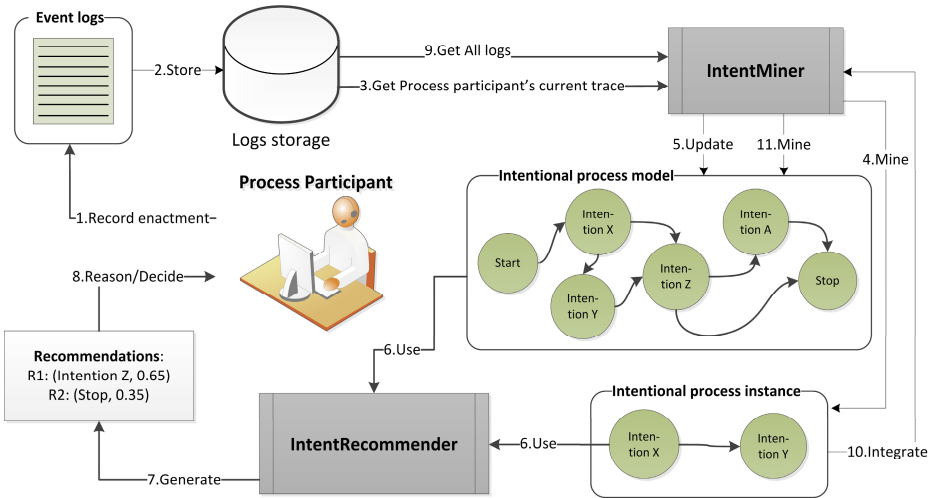 Event logs
2.Store
9.Get All logs
3.Get Process participant's current trace
IntentMiner
Logs storage
5.Update
11.Mine
4.Mine
Process Participant
1.Record enactment
8.Reason/Decide
Intentional process model
Start
Inten-
tion X
Inten-
tion Y
Inten-
tion Z
Inten-
tion A
Stop
6.Use
Recommendations:
R1: (Intention Z, 0.65)
R2: (Stop, 0.35)
7.Generate
IntentRecommender
6.Use
Intentional process instance
Inten-
tion X
Inten-
tion Y
10.Integrate